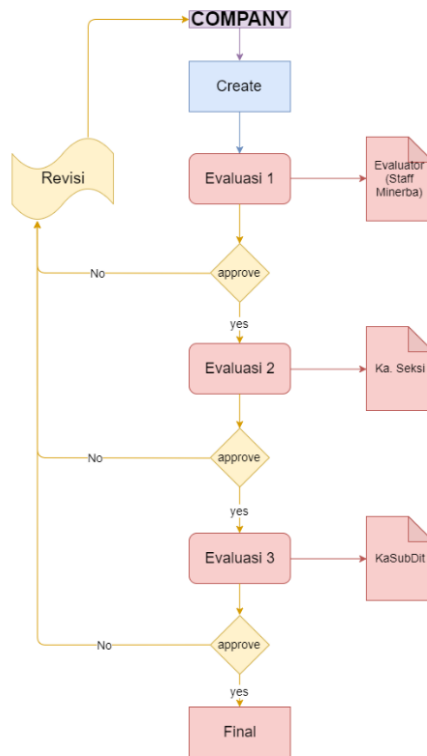 COMPANY
Create
Revisi
Evaluasi 1
Evaluator
(Staff
Minerba)
No
approve
yes
Evaluasi 2
Ka. Seksi
No
approve
yes
Evaluasi 3
KaSubDit
No
approve
yes
Final